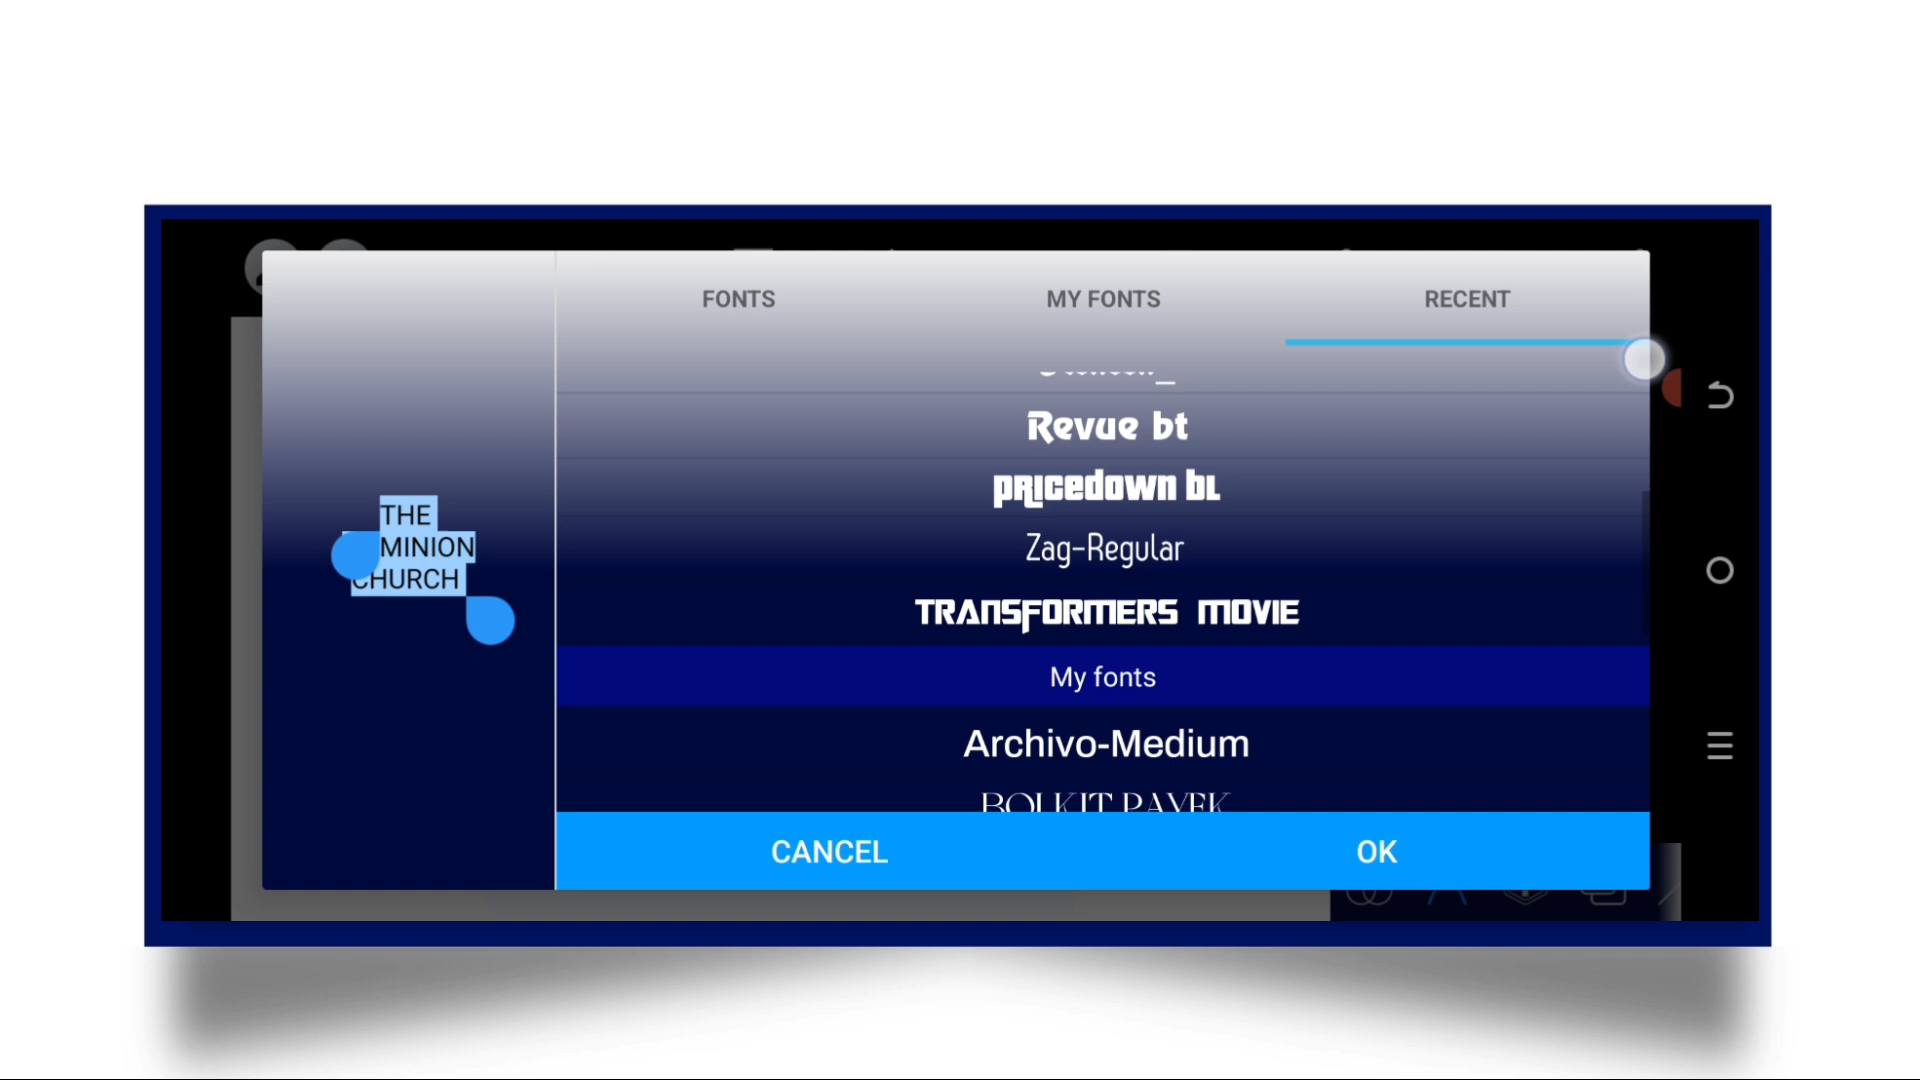 FONTS
MY FONTS
RECENT
Revue bt
PRICEDOWN BL
Zag-Regular
TRANSFORMERS MOVIE
My fonts
Archivo-Medium
THE
MINION
CHURCH
CANCEL
OK